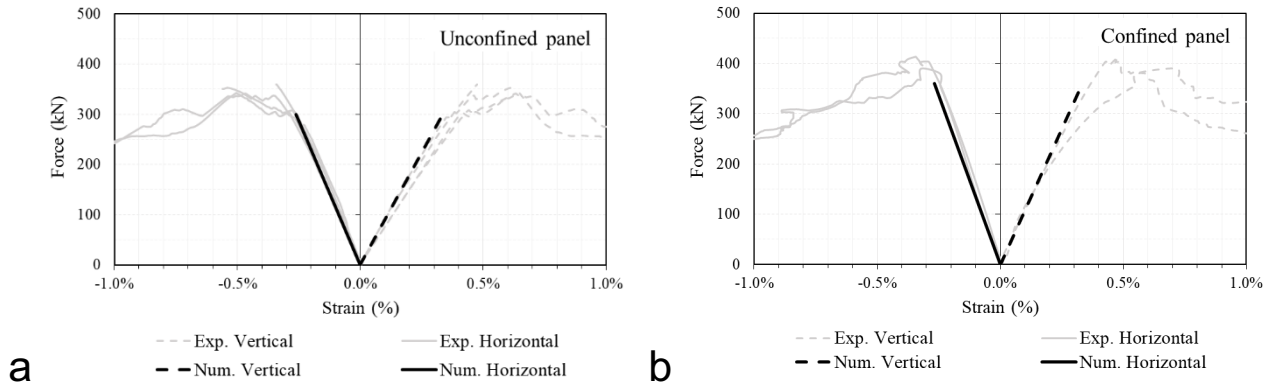 Unconfined panel
500
400
300
200
100
0
Force (kN)
-1.0%
-0.5%
0.0%
0.5%
1.0%
Strain (%)
Exp. Vertical
Exp. Horizontal
Num. Vertical
Num. Horizontal
a
Confined panel
500
400
300
200
100
0
Force (kN)
-1.0%
-0.5%
0.0%
0.5%
1.0%
Strain (%)
Exp. Vertical
Exp. Horizontal
Num. Vertical
Num. Horizontal
b